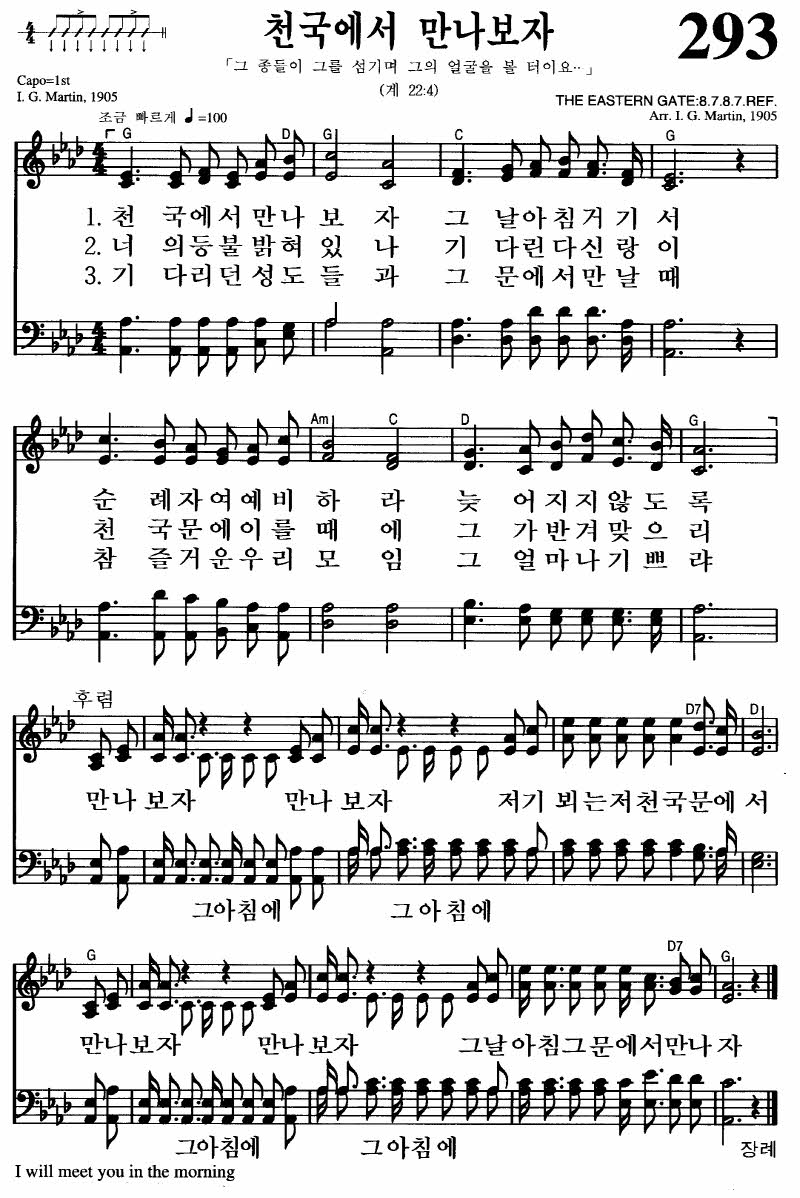 천국에서 만나보자
293
「그 종들이 그를 섬기며 그의 얼굴을 볼 터이요‥」
(계 22:4)
Capo=1st
I. G. Martin, 1905
THE EASTERN GATE:8.7.8.7.REF.
Arr. I. G. Martin, 1905
조금 빠르게 ♩=100
G D G C G
1. 천 국에서만나 보 자 그 날아침거기 서
2. 너 의등불밝혀 있 나 기 다린다신랑 이
3. 기 다리던성도 들 과 그 문에서만날 때
Am C D G
순 례자여예비 하 라 늦 어지지않도 록
천 국문에이를 때 에 그 가반겨맞으 리
참 즐거운우리 모 임 그 얼마나기쁘 랴
후렴
D7 D
만나 보자 만나 보자 저기 뵈는저천국문에 서
그아침에 그아침에
G D7 G
만나보자 만나보자 그날아침그문에서만나 자
그아침에 그아침에
장례
I will meet you in the morning